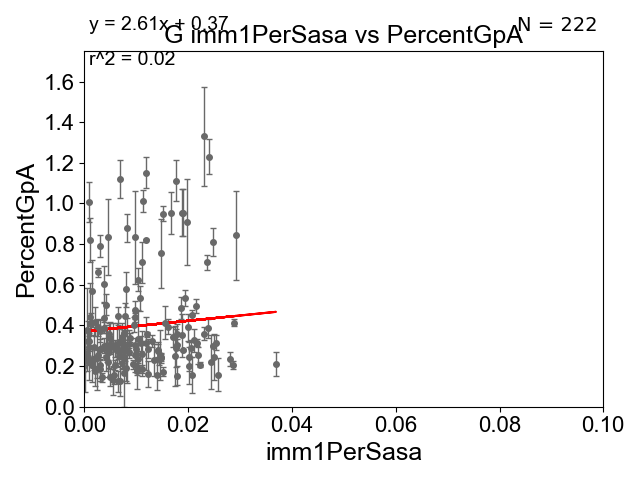 y = 2.61x + 0.37
G imm1PerSasa vs PercentGpA
N = 222
r^2 = 0.02
PercentGpA
1.6
1.4
1.2
1.0
0.8
0.6
0.4
0.2
0.0
0.00 0.02 0.04 0.06 0.08 0.10
imm1PerSasa